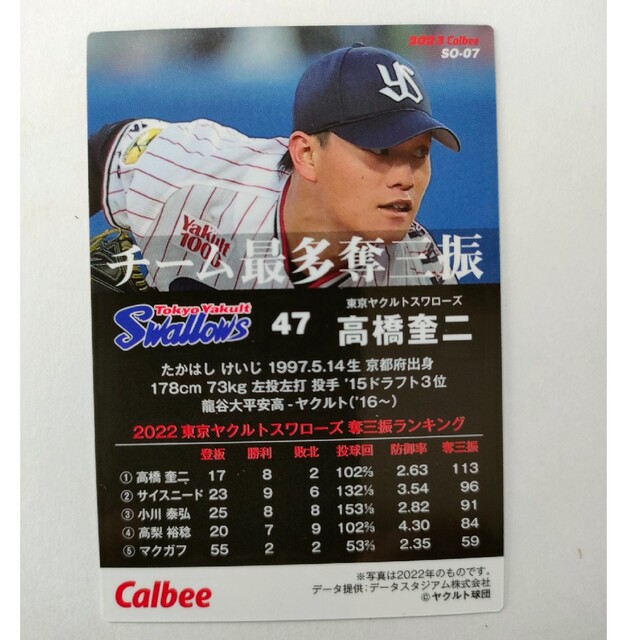 2023 Calbee
SO-07
YS
Yakult
1000
チーム最多奪三振
Tokyo Yakult
Swallows
47
東京ヤクルトスワローズ
高橋奎二
たかはし けいじ 1997.5.14生 京都府出身
178cm 73kg 左投左打 投手 '15ドラフト3位
龍谷大平安高-ヤクルト('16〜)
2022 東京ヤクルトスワローズ 奪三振ランキング
登板 勝利 敗北 投球回 防御率 奪三振
① 高橋 奎二 17 8 2 102⅔ 2.63 113
② サイスニード 23 9 6 132⅓ 3.54 96
③ 小川 泰弘 25 8 8 153⅓ 2.82 91
④ 高梨 裕稔 20 7 9 102⅔ 4.30 84
⑤ マクガフ 55 2 2 53⅔ 2.35 59
Calbee
※写真は2022年のものです。
データ提供:データスタジアム株式会社
©ヤクルト球団